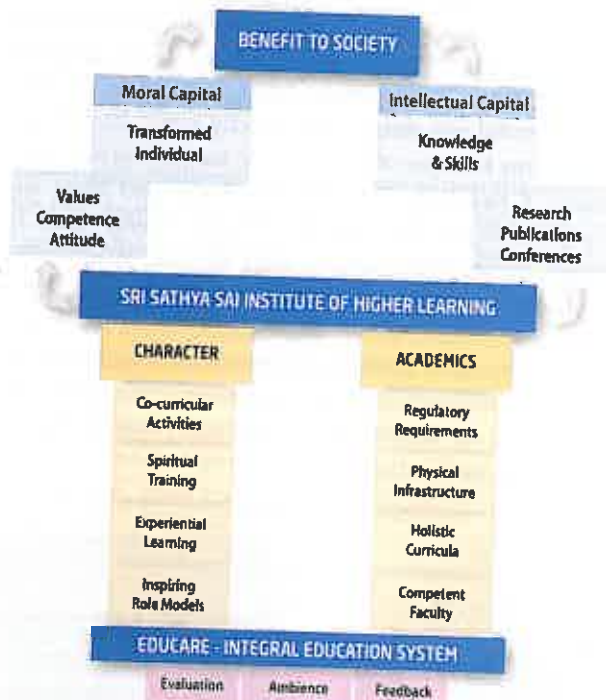 BENEFIT TO SOCIETY
Moral Capital
Transformed
Individual
Values
Competence
Attitude
Intellectual Capital
Knowledge
& Skills
Research
Publications
Conferences
SRI SATHYA SAI INSTITUTE OF HIGHER LEARNING
CHARACTER
Co-curricular
Activities
Spiritual
Training
Experiential
Learning
Inspiring
Role Models
ACADEMICS
Regulatory
Requirements
Physical
Infrastructure
Holistic
Curricula
Competent
Faculty
EDUCARE - INTEGRAL EDUCATION SYSTEM
Evaluation
Ambience
Feedback